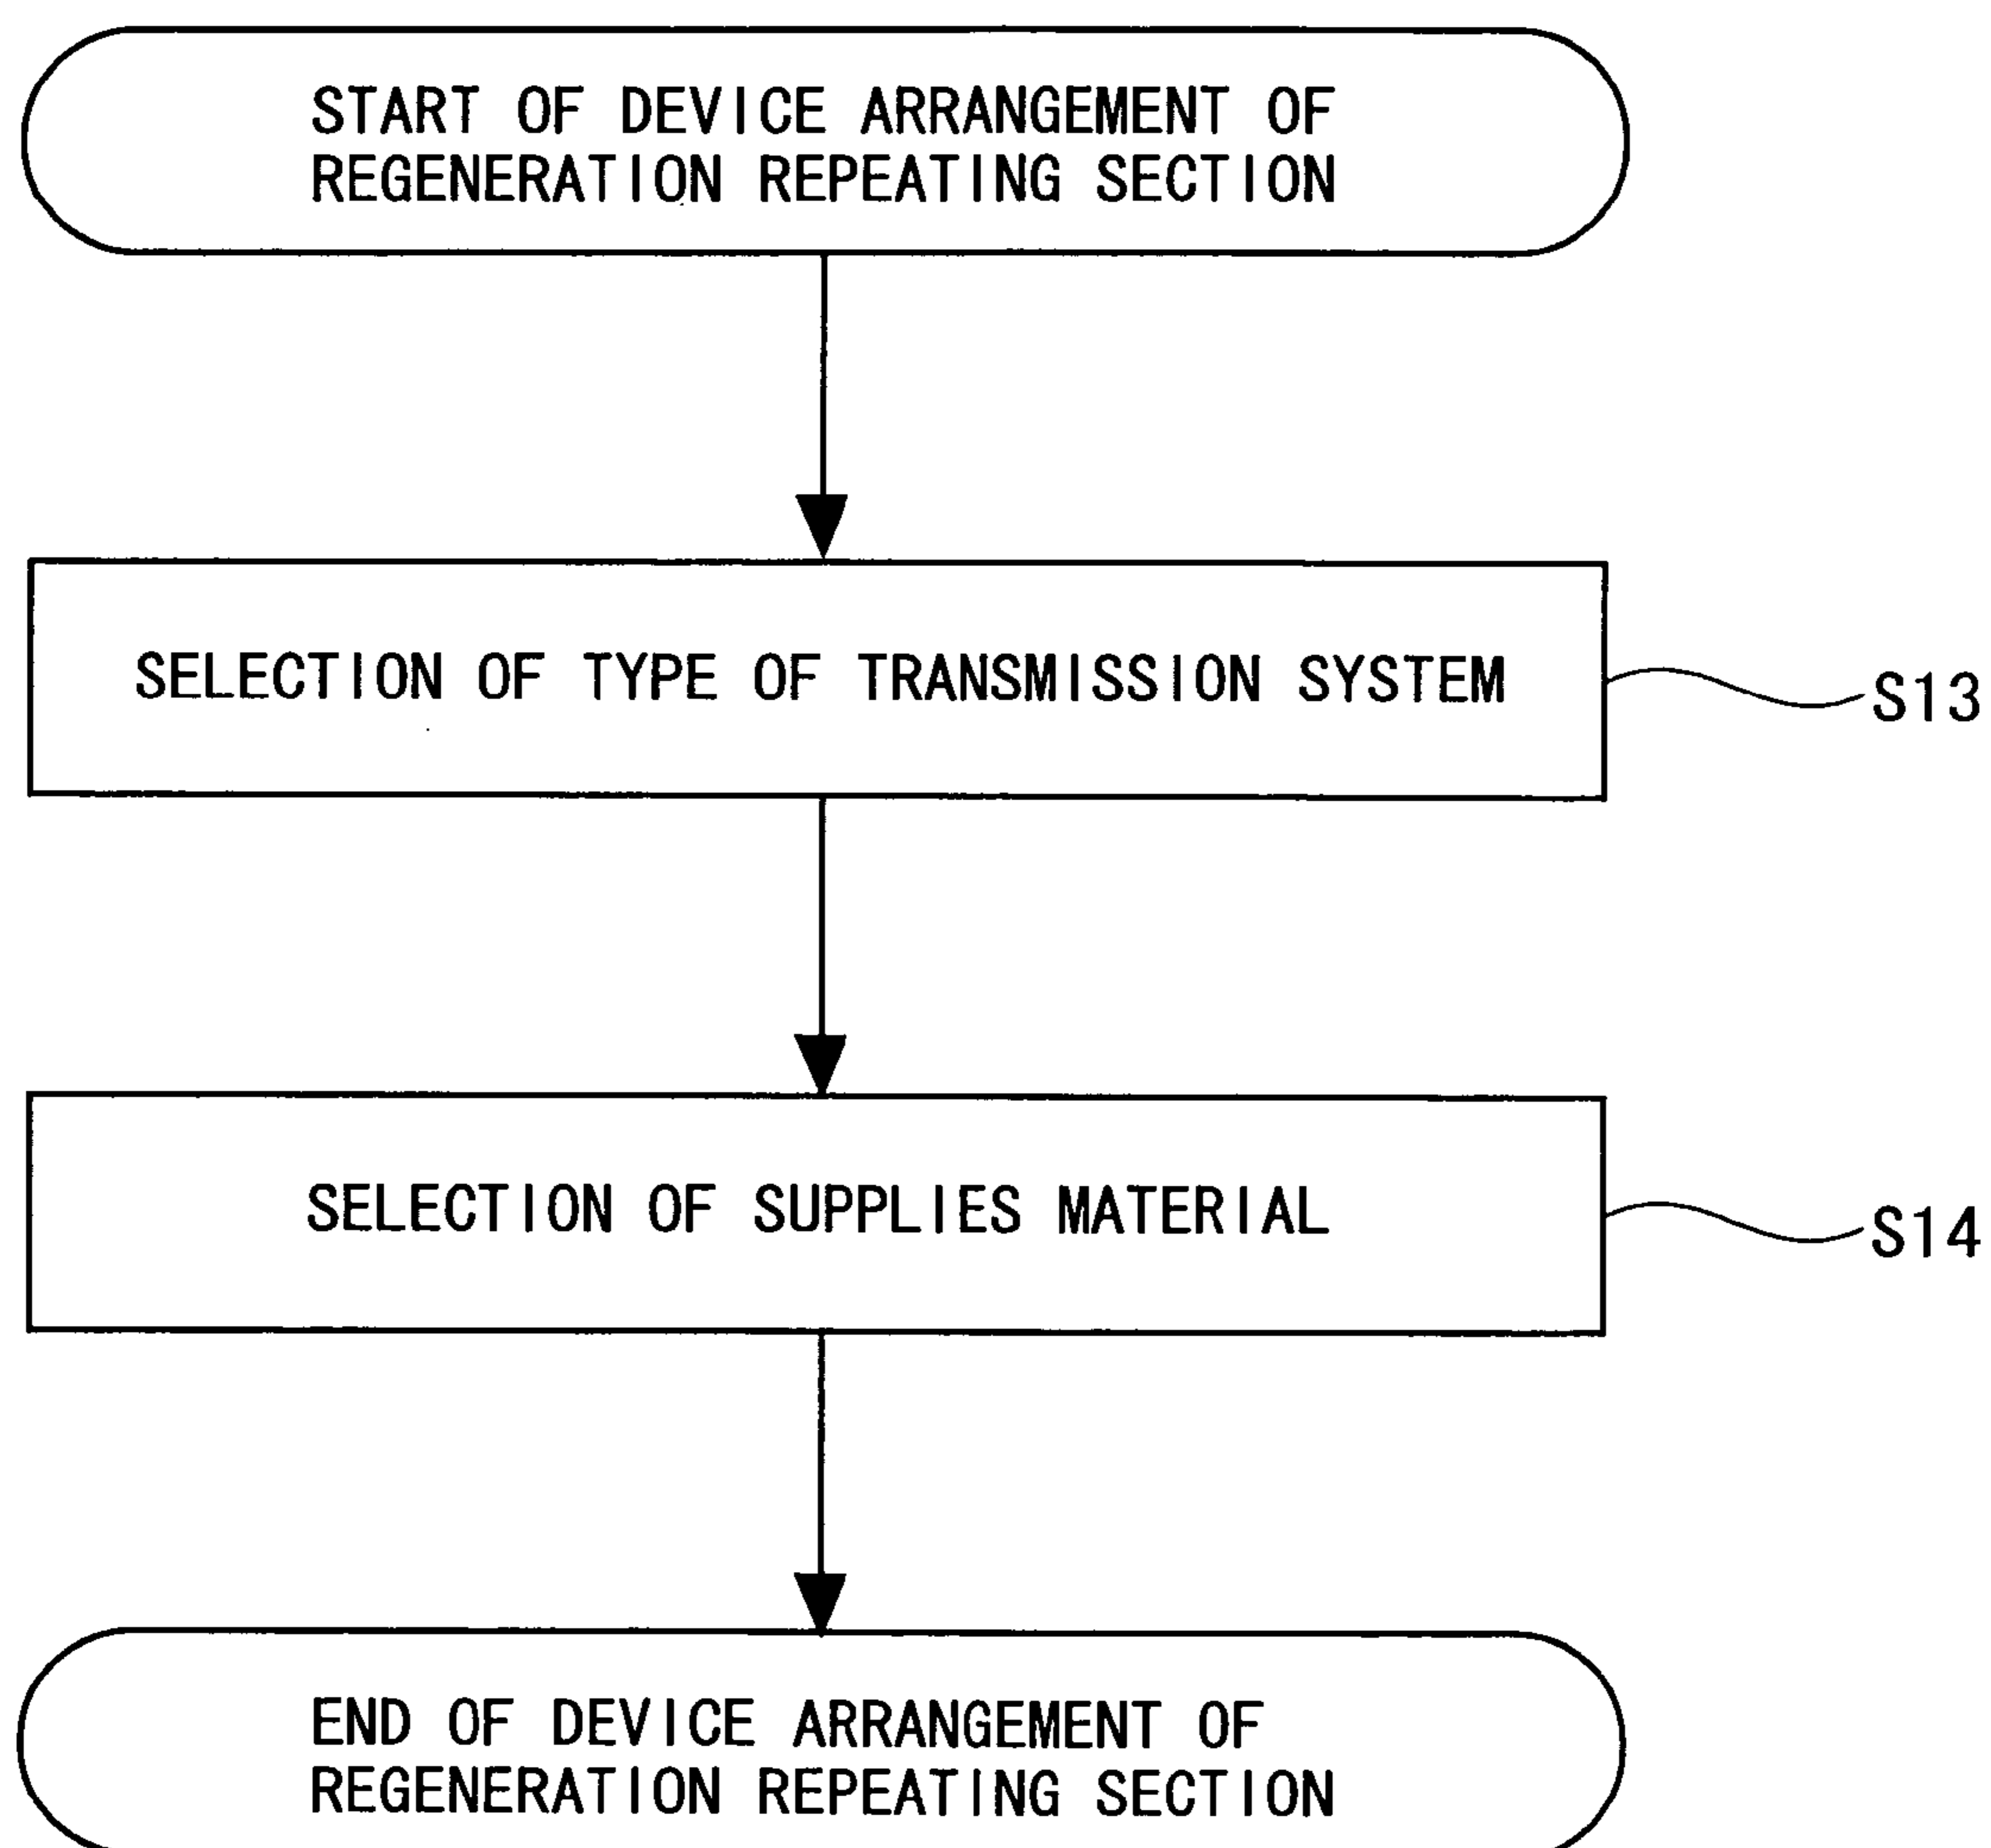 START OF DEVICE ARRANGEMENT OF
REGENERATION REPEATING SECTION
SELECTION OF TYPE OF TRANSMISSION SYSTEM
S13
SELECTION OF SUPPLIES MATERIAL
S14
END OF DEVICE ARRANGEMENT OF
REGENERATION REPEATING SECTION